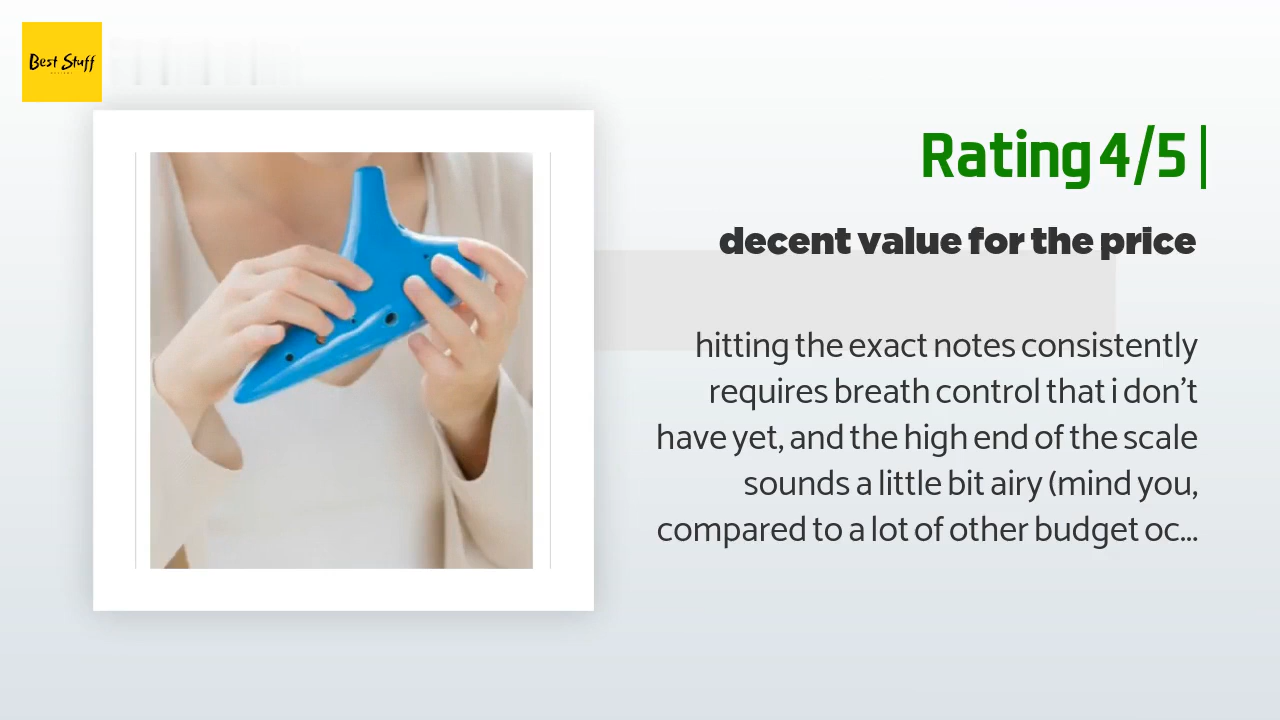 Best Stuff
Rating 4/5 |
decent value for the price
hitting the exact notes consistently
requires breath control that i don't
have yet, and the high end of the scale
sounds a little bit airy (mind you,
compared to a lot of other budget oc...